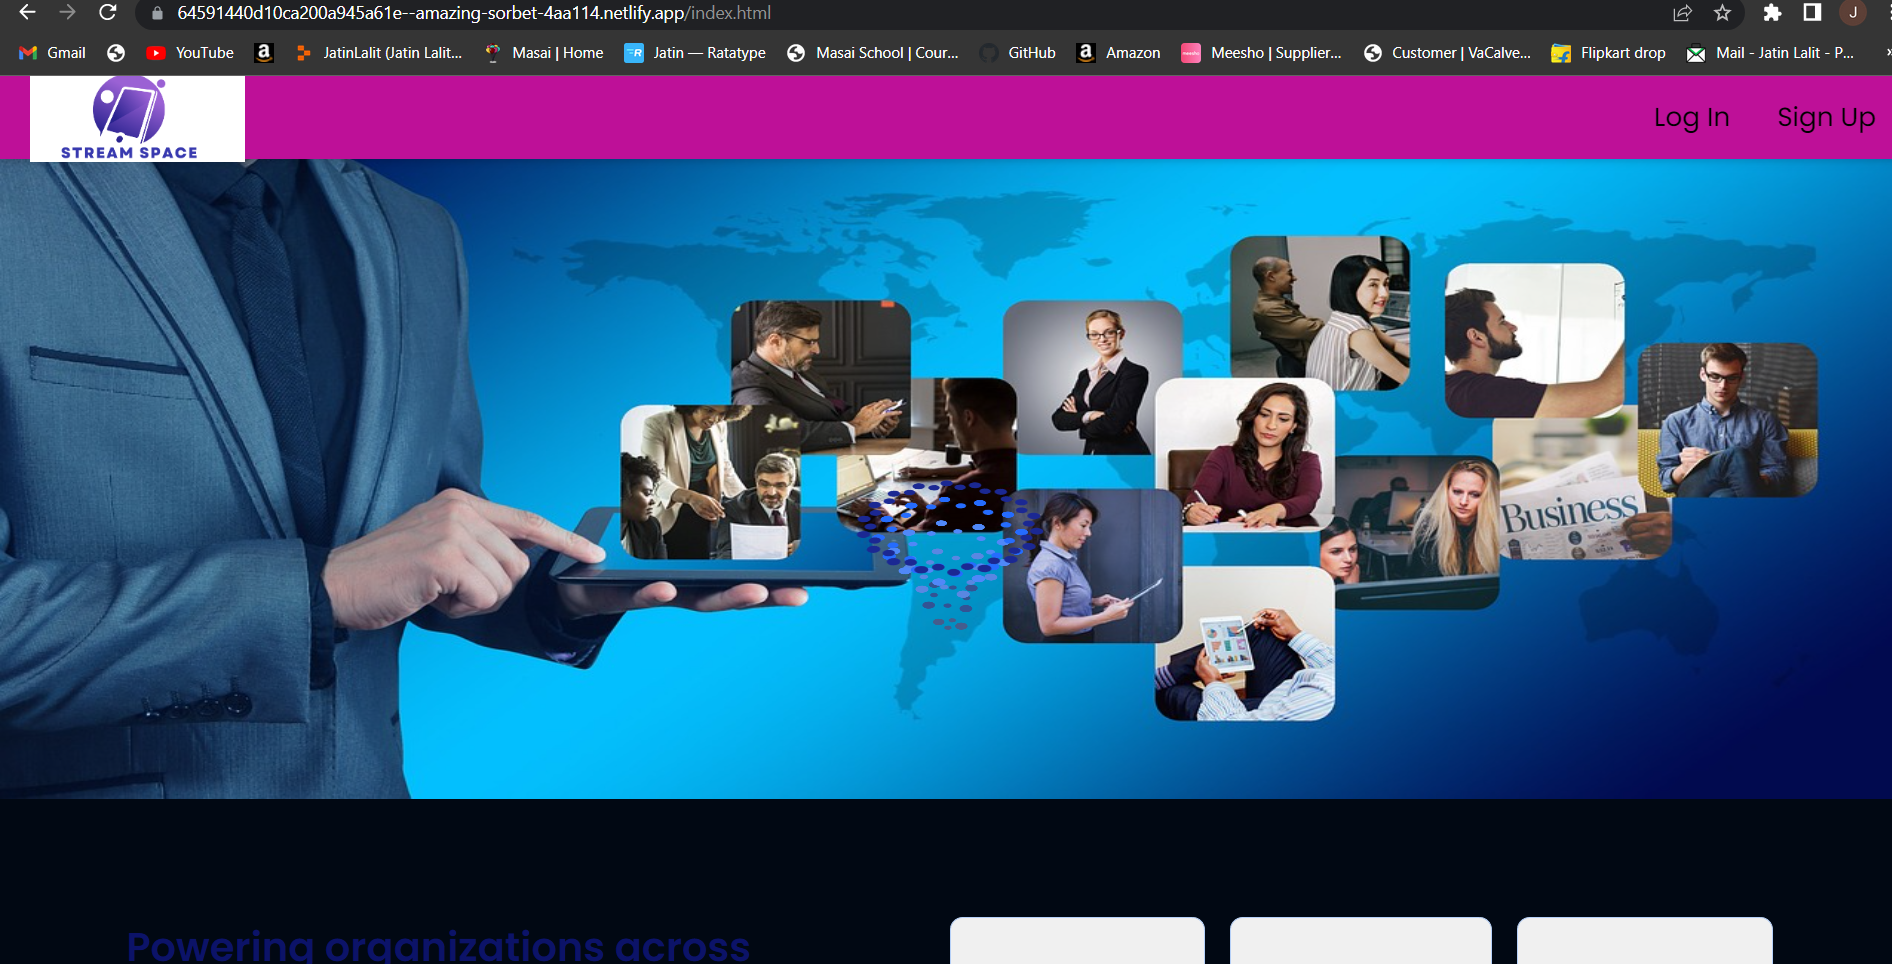 64591440d10ca200a945a61e--amazing-sorbet-4aa114.netlify.app/index.html
J
Gmail
YouTube
JatinLalit (Jatin Lalit...
Masai | Home
Jatin — Ratatype
Masai School | Cour...
GitHub
Amazon
Meesho | Supplier...
Customer | VaCalve...
Flipkart drop
Mail - Jatin Lalit - P...
»
STREAM SPACE
Log In
Sign Up
Business
Powering organizations across